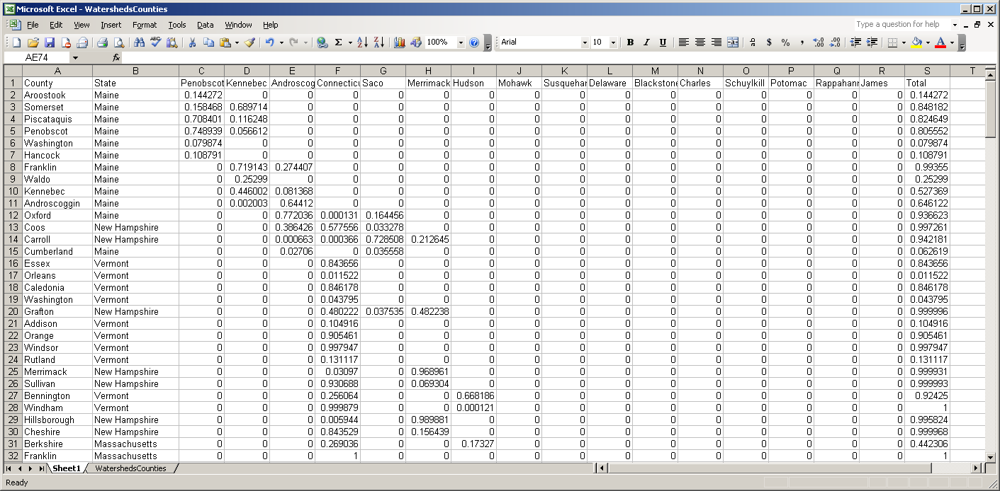 Microsoft Excel - WatershedsCounties
File Edit View Insert Format Tools Data Window Help Type a question for help
100% Arial 10 B I U $ % ,
AE74 fx
A B C D E F G H I J K L M N O P Q R S T
1 County State Penobscot Kennebec Androscog Connecticu Saco Merrimack Hudson Mohawk Susquehar Delaware Blackstone Charles Schuylkill Potomac Rappahann James Total
2 Aroostook Maine 0.144272 0 0 0 0 0 0 0 0 0 0 0 0 0 0 0 0.144272
3 Somerset Maine 0.158468 0.689714 0 0 0 0 0 0 0 0 0 0 0 0 0 0 0.848182
4 Piscataquis Maine 0.708401 0.116248 0 0 0 0 0 0 0 0 0 0 0 0 0 0 0.824649
5 Penobscot Maine 0.748939 0.056612 0 0 0 0 0 0 0 0 0 0 0 0 0 0 0.805552
6 Washington Maine 0.079874 0 0 0 0 0 0 0 0 0 0 0 0 0 0 0 0.079874
7 Hancock Maine 0.108791 0 0 0 0 0 0 0 0 0 0 0 0 0 0 0 0.108791
8 Franklin Maine 0 0.719143 0.274407 0 0 0 0 0 0 0 0 0 0 0 0 0 0.99355
9 Waldo Maine 0 0.25299 0 0 0 0 0 0 0 0 0 0 0 0 0 0 0.25299
10 Kennebec Maine 0 0.446002 0.081368 0 0 0 0 0 0 0 0 0 0 0 0 0 0.527369
11 Androscoggin Maine 0 0.002003 0.64412 0 0 0 0 0 0 0 0 0 0 0 0 0 0.646122
12 Oxford Maine 0 0 0.772036 0.000131 0.164456 0 0 0 0 0 0 0 0 0 0 0 0.936623
13 Coos New Hampshire 0 0 0.386426 0.577556 0.033278 0 0 0 0 0 0 0 0 0 0 0 0.997261
14 Carroll New Hampshire 0 0 0.000663 0.000366 0.728508 0.212645 0 0 0 0 0 0 0 0 0 0 0.942181
15 Cumberland Maine 0 0 0.02706 0 0.035558 0 0 0 0 0 0 0 0 0 0 0 0.062619
16 Essex Vermont 0 0 0 0.843656 0 0 0 0 0 0 0 0 0 0 0 0 0.843656
17 Orleans Vermont 0 0 0 0.011522 0 0 0 0 0 0 0 0 0 0 0 0 0.011522
18 Caledonia Vermont 0 0 0 0.846178 0 0 0 0 0 0 0 0 0 0 0 0 0.846178
19 Washington Vermont 0 0 0 0.043795 0 0 0 0 0 0 0 0 0 0 0 0 0.043795
20 Grafton New Hampshire 0 0 0 0.480222 0.037535 0.482238 0 0 0 0 0 0 0 0 0 0 0.999996
21 Addison Vermont 0 0 0 0.104916 0 0 0 0 0 0 0 0 0 0 0 0 0.104916
22 Orange Vermont 0 0 0 0.905461 0 0 0 0 0 0 0 0 0 0 0 0 0.905461
23 Windsor Vermont 0 0 0 0.997947 0 0 0 0 0 0 0 0 0 0 0 0 0.997947
24 Rutland Vermont 0 0 0 0.131117 0 0 0 0 0 0 0 0 0 0 0 0 0.131117
25 Merrimack New Hampshire 0 0 0 0.03097 0 0.968961 0 0 0 0 0 0 0 0 0 0 0.999931
26 Sullivan New Hampshire 0 0 0 0.930688 0 0.069304 0 0 0 0 0 0 0 0 0 0 0.999993
27 Bennington Vermont 0 0 0 0.256064 0 0 0.668186 0 0 0 0 0 0 0 0 0 0.92425
28 Windham Vermont 0 0 0 0.999879 0 0 0.000121 0 0 0 0 0 0 0 0 0 1
29 Hillsborough New Hampshire 0 0 0 0.005944 0 0.989881 0 0 0 0 0 0 0 0 0 0 0.995824
30 Cheshire New Hampshire 0 0 0 0.843529 0 0.156439 0 0 0 0 0 0 0 0 0 0 0.999968
31 Berkshire Massachusetts 0 0 0 0.269036 0 0 0.17327 0 0 0 0 0 0 0 0 0 0.442306
32 Franklin Massachusetts 0 0 0 1 0 0 0 0 0 0 0 0 0 0 0 0 1
Sheet1 WatershedsCounties
Ready